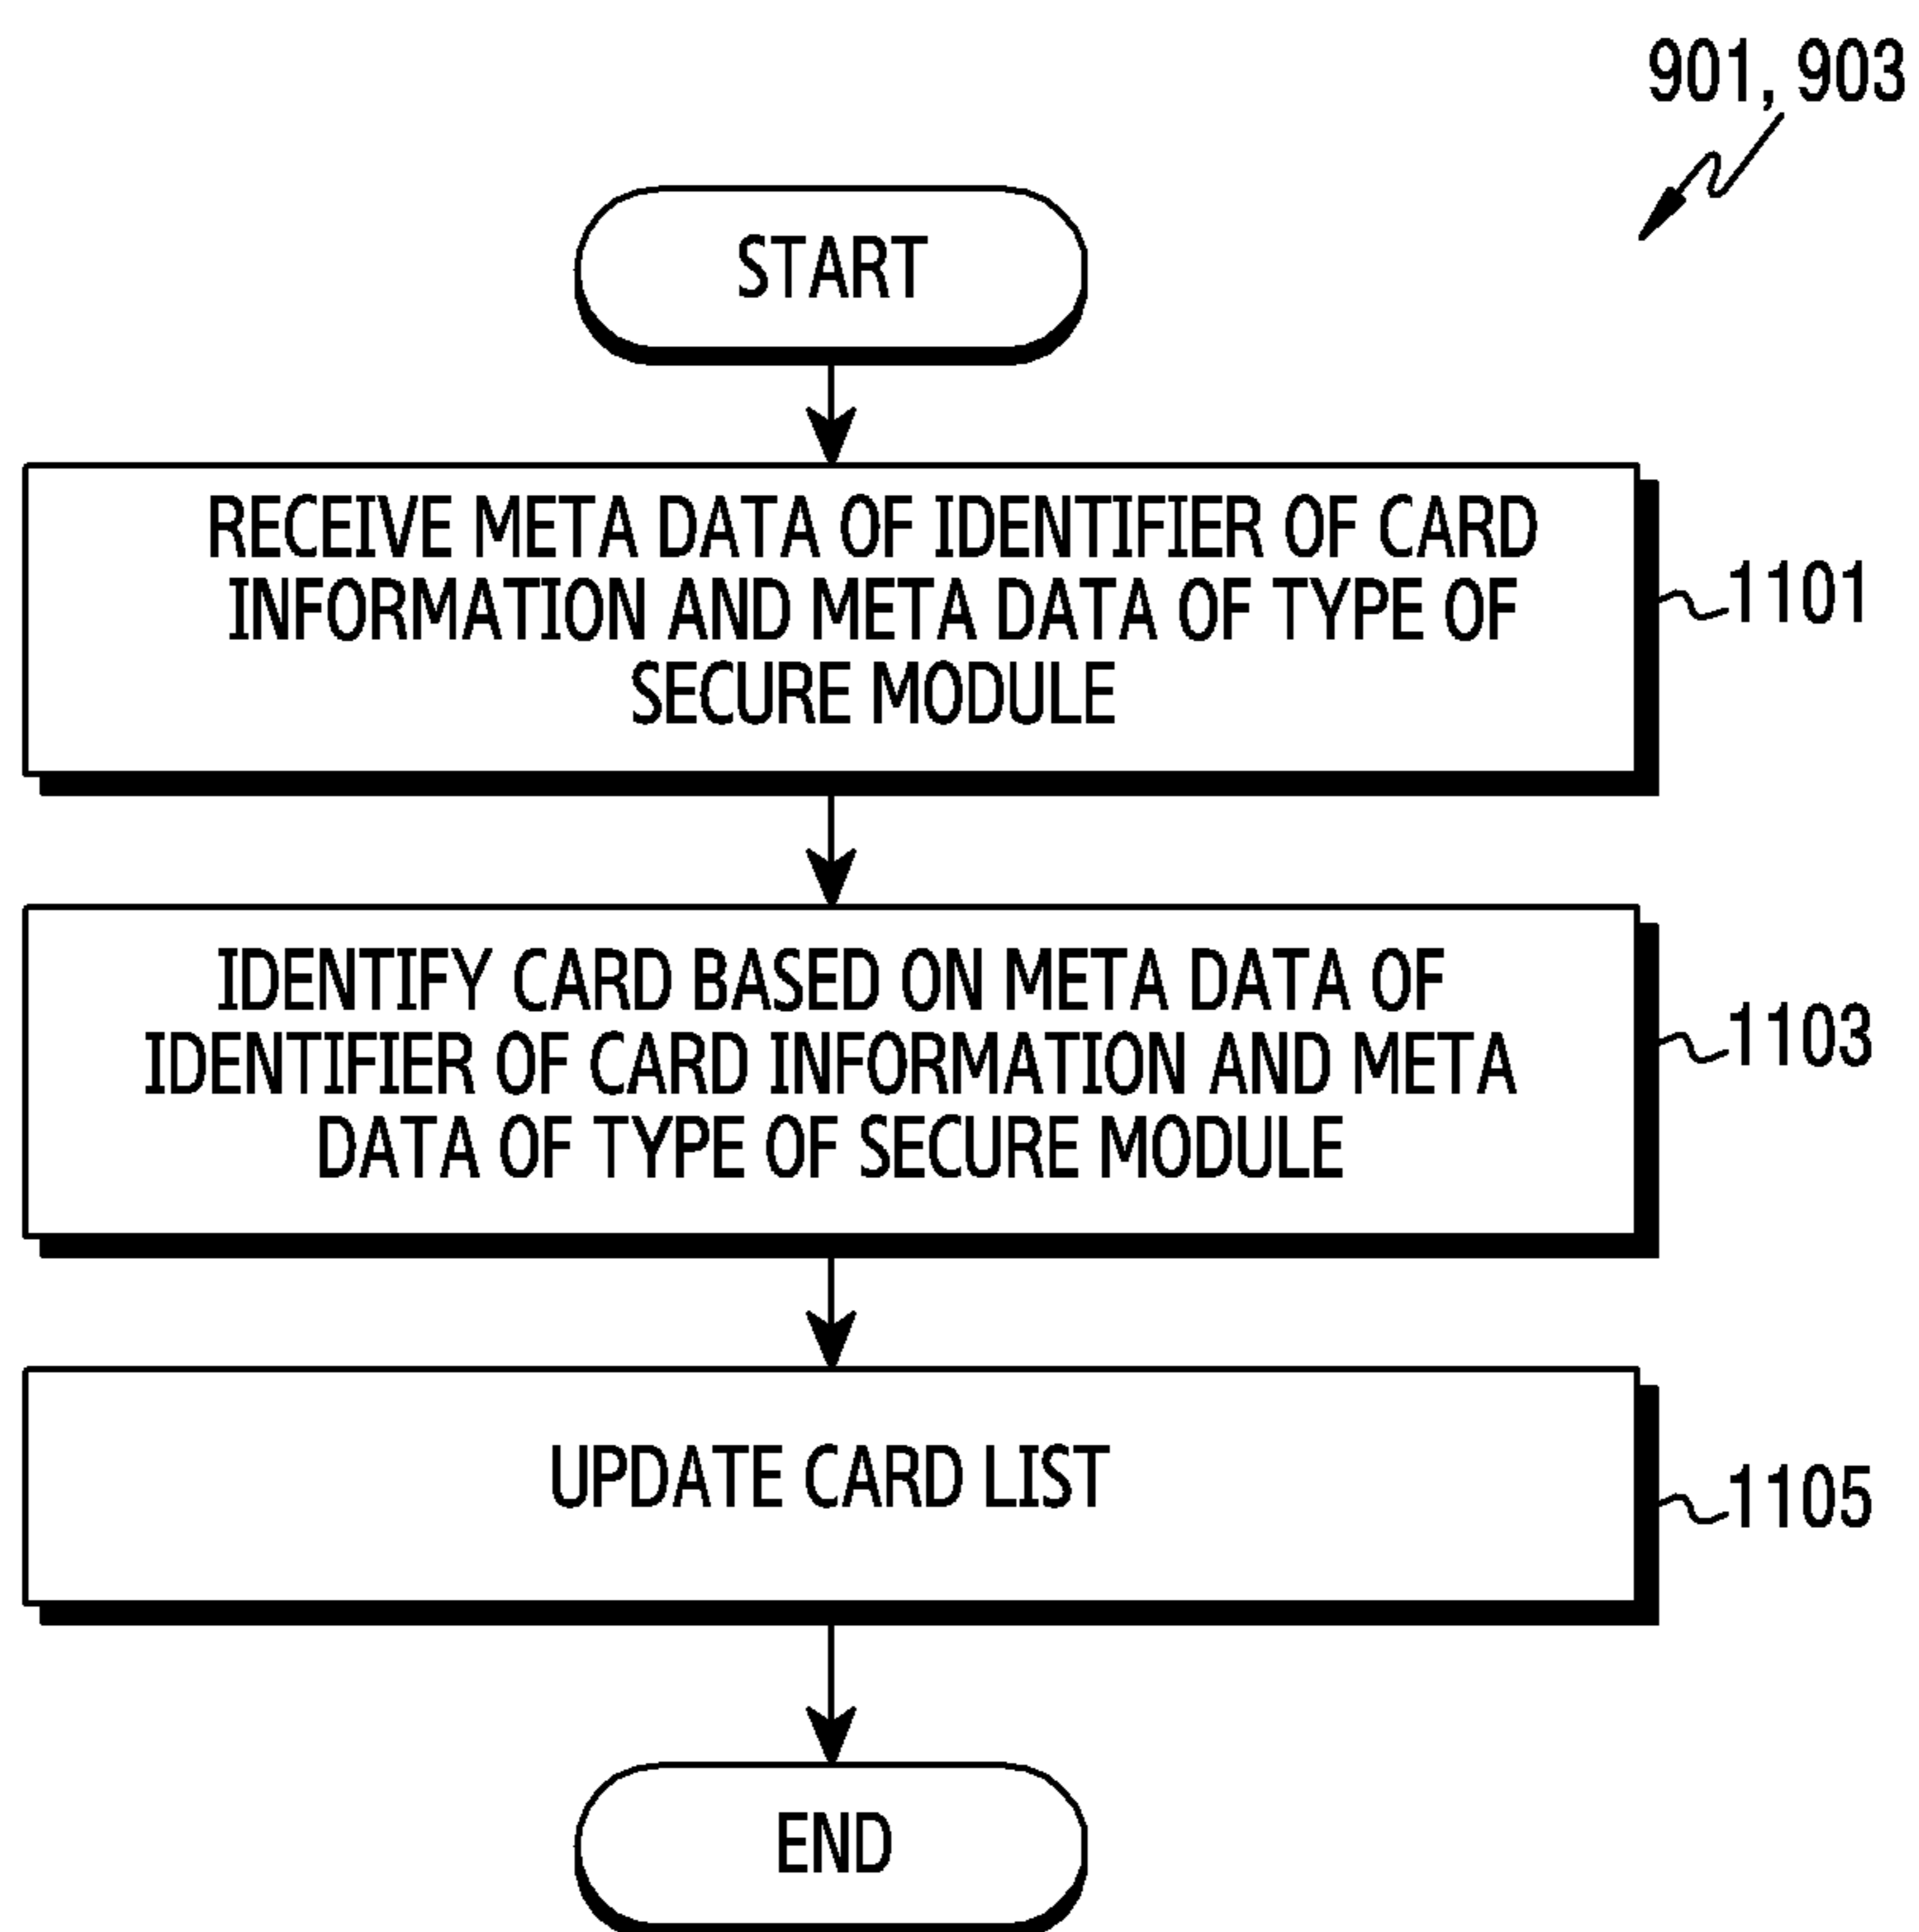 901, 903
START
RECEIVE META DATA OF IDENTIFIER OF CARD
INFORMATION AND META DATA OF TYPE OF
SECURE MODULE
1101
IDENTIFY CARD BASED ON META DATA OF
IDENTIFIER OF CARD INFORMATION AND META
DATA OF TYPE OF SECURE MODULE
1103
UPDATE CARD LIST
1105
END